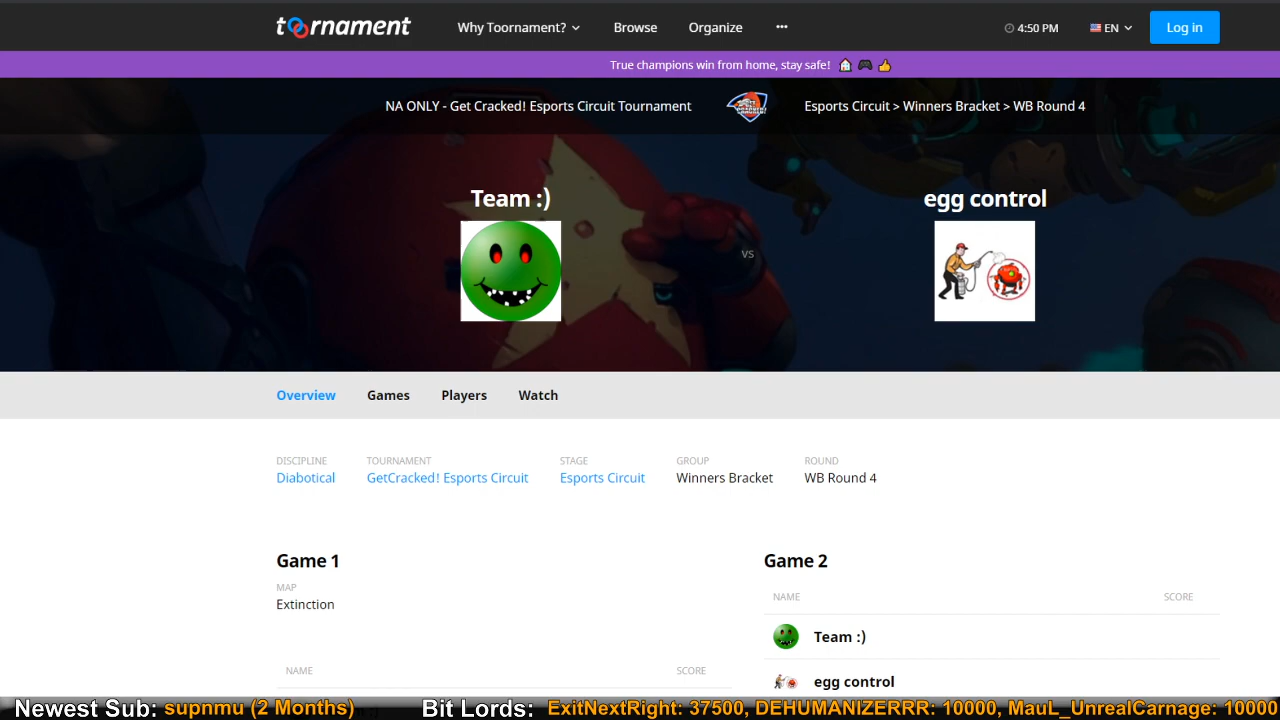 toornament
Why Toornament?
Browse
Organize
•••
4:50 PM
EN
Log in
True champions win from home, stay safe!
NA ONLY - Get Cracked! Esports Circuit Tournament
Esports Circuit > Winners Bracket > WB Round 4
Team :)
vs
egg control
Overview
Games
Players
Watch
DISCIPLINE
Diabotical
TOURNAMENT
GetCracked! Esports Circuit
STAGE
Esports Circuit
GROUP
Winners Bracket
ROUND
WB Round 4
Game 1
MAP
Extinction
NAME SCORE
Game 2
NAME SCORE
Team :)
egg control
Newest Sub: supnmu (2 Months) Bit Lords: ExitNextRight: 37500, DEHUMANIZERRR: 10000, MauL_UnrealCarnage: 10000